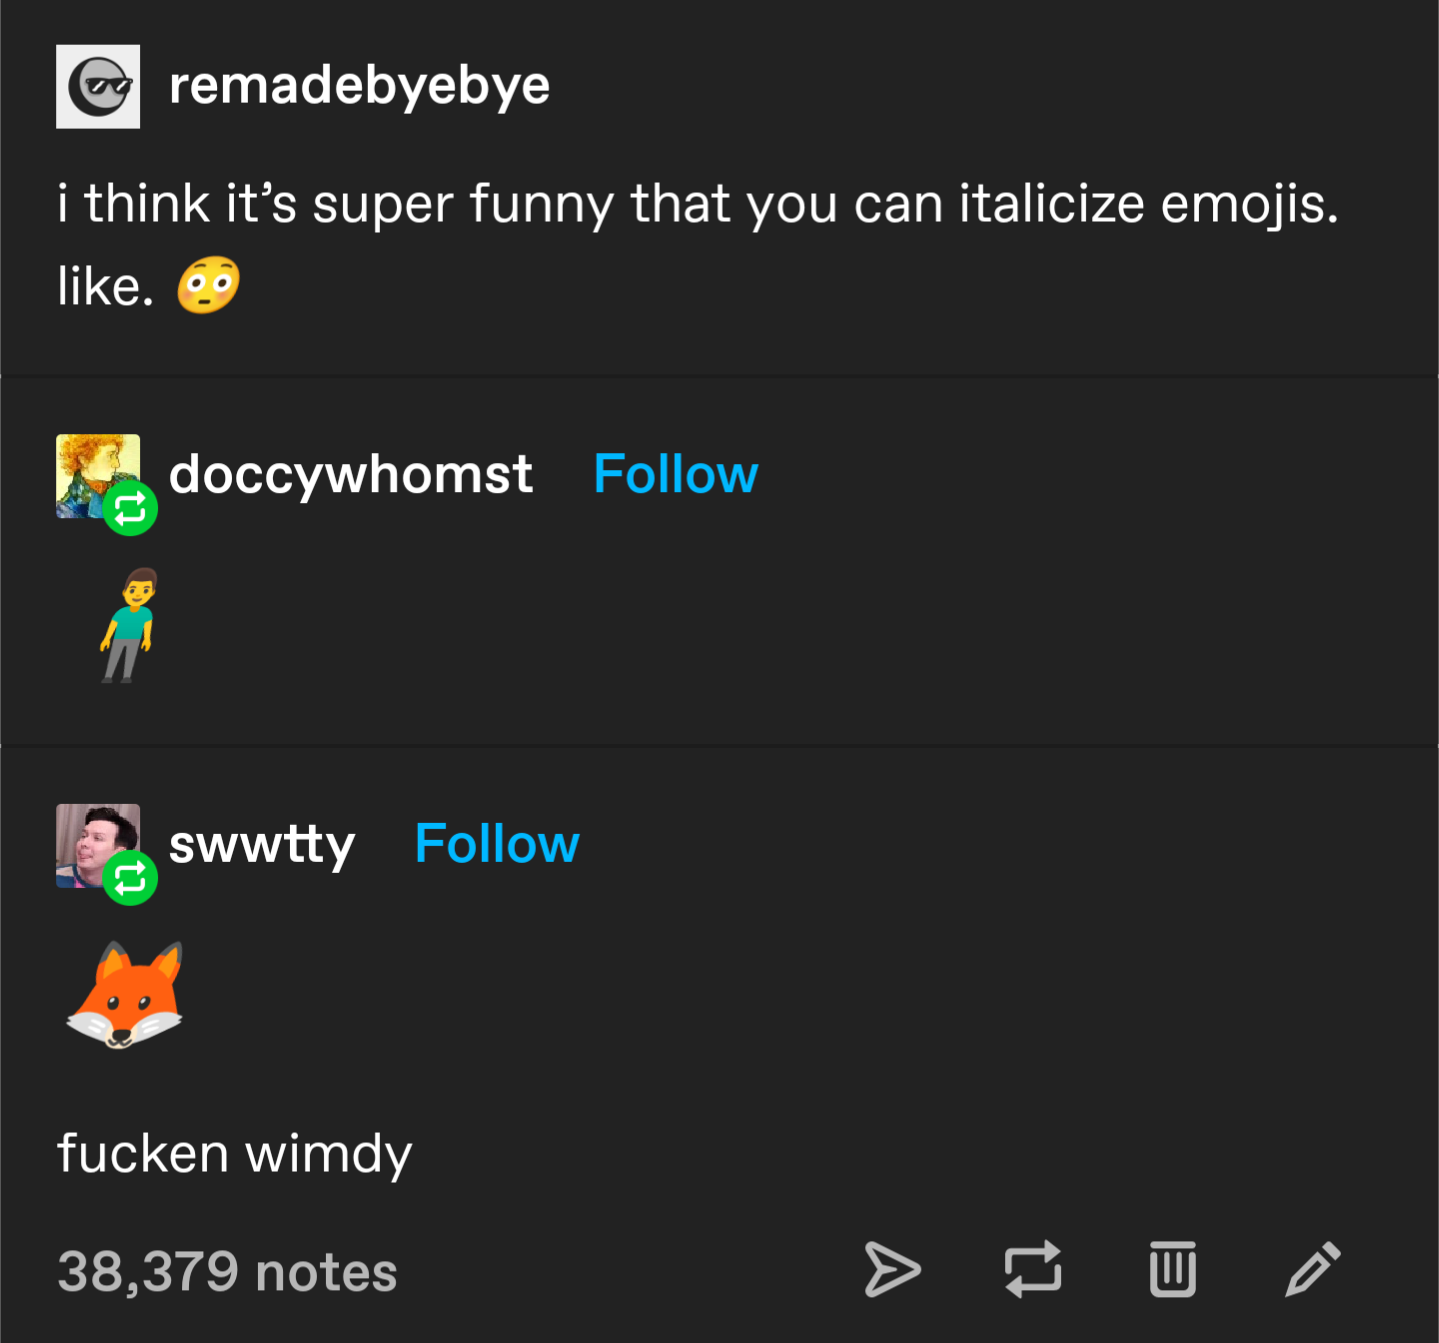 remadebyebye
i think it’s super funny that you can italicize emojis.
like. 😳
doccywhomst Follow
🧍‍♂️
swwtty Follow
🦊
fucken wimdy
38,379 notes